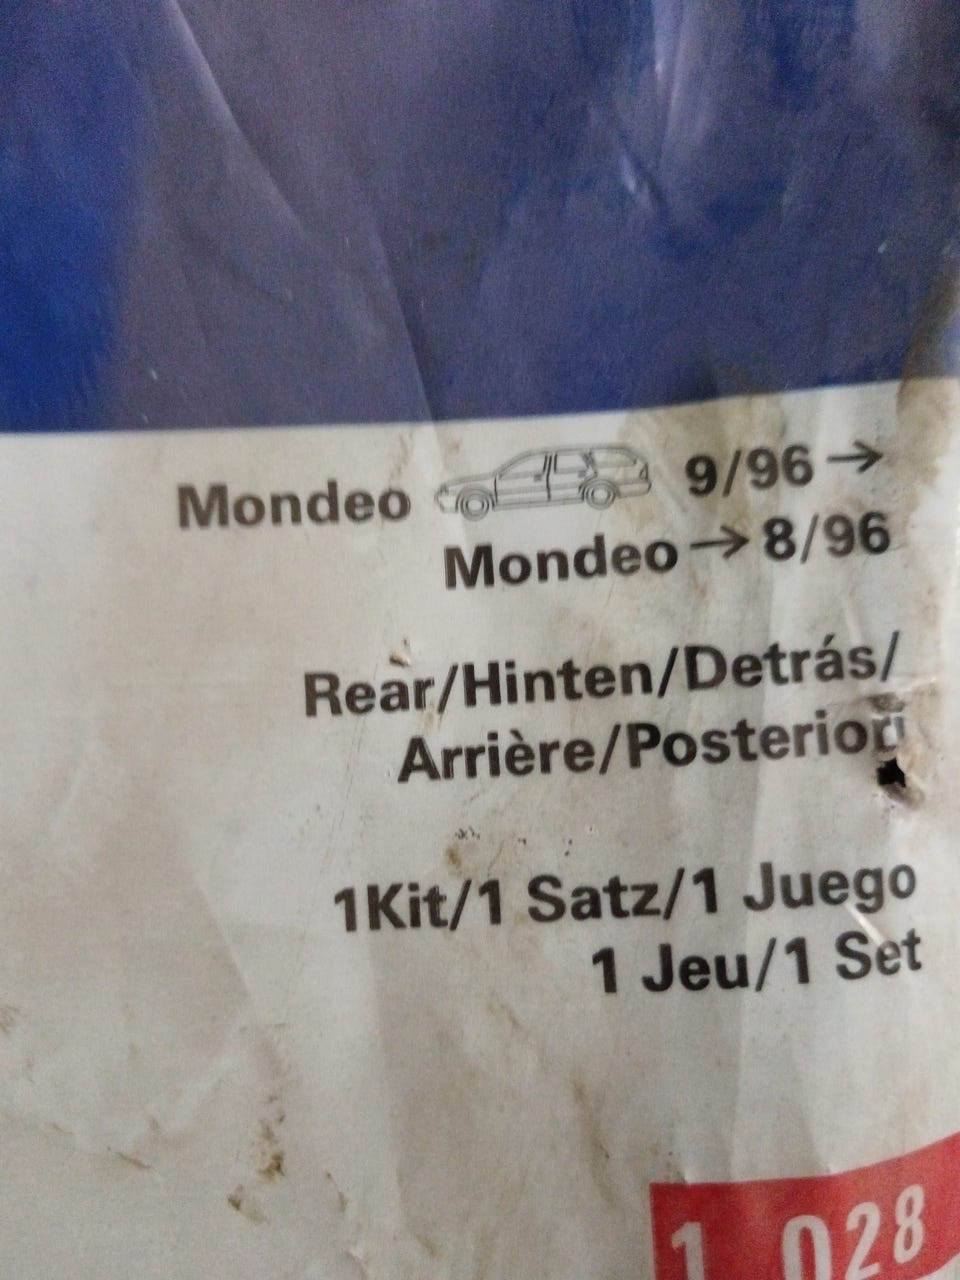 Mondeo 9/96→
Mondeo→8/96
Rear/Hinten/Detrás/
Arrière/Posteriori
1Kit/1 Satz/1 Juego
1 Jeu/1 Set
1 028